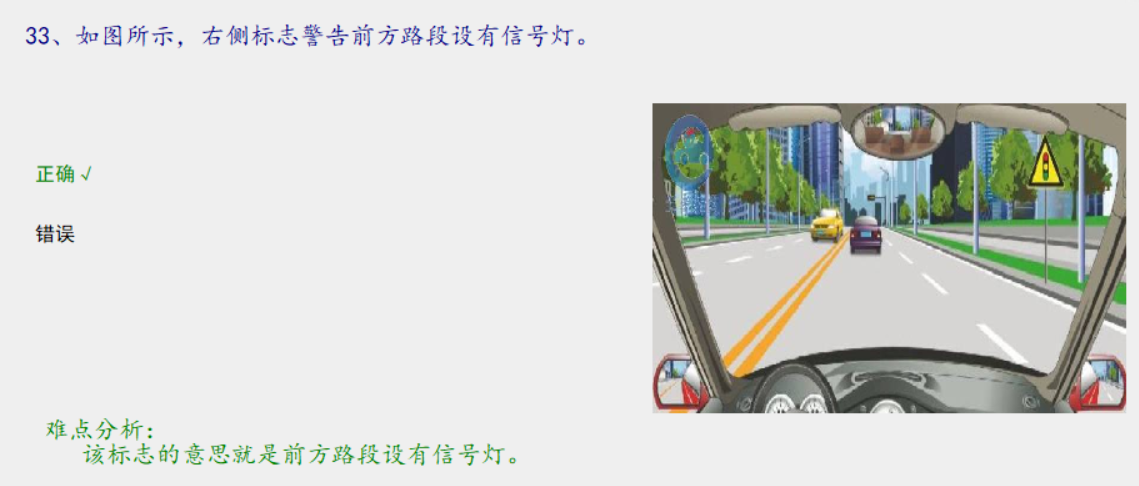 33、如图所示，右侧标志警告前方路段设有信号灯。
正确√
错误
难点分析：
该标志的意思就是前方路段设有信号灯。